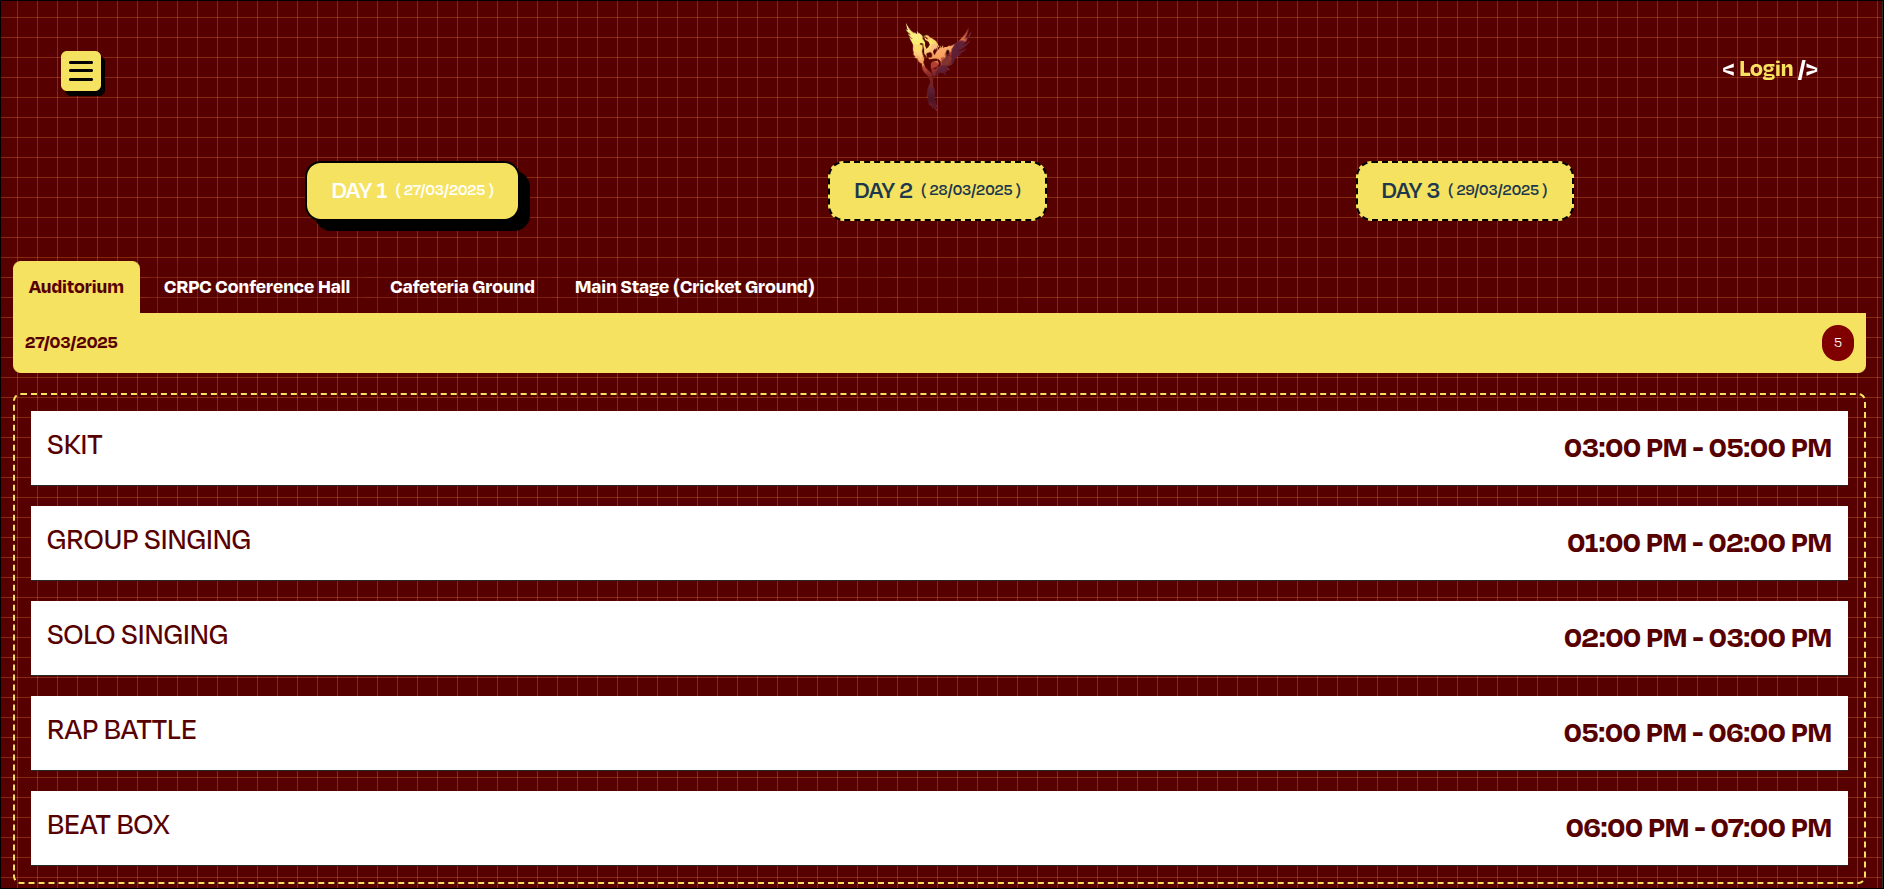 < Login />
DAY 1 ( 27/03/2025 )
DAY 2 ( 28/03/2025 )
DAY 3 ( 29/03/2025 )
Auditorium
CRPC Conference Hall
Cafeteria Ground
Main Stage (Cricket Ground)
27/03/2025
5
SKIT
03:00 PM - 05:00 PM
GROUP SINGING
01:00 PM - 02:00 PM
SOLO SINGING
02:00 PM - 03:00 PM
RAP BATTLE
05:00 PM - 06:00 PM
BEAT BOX
06:00 PM - 07:00 PM